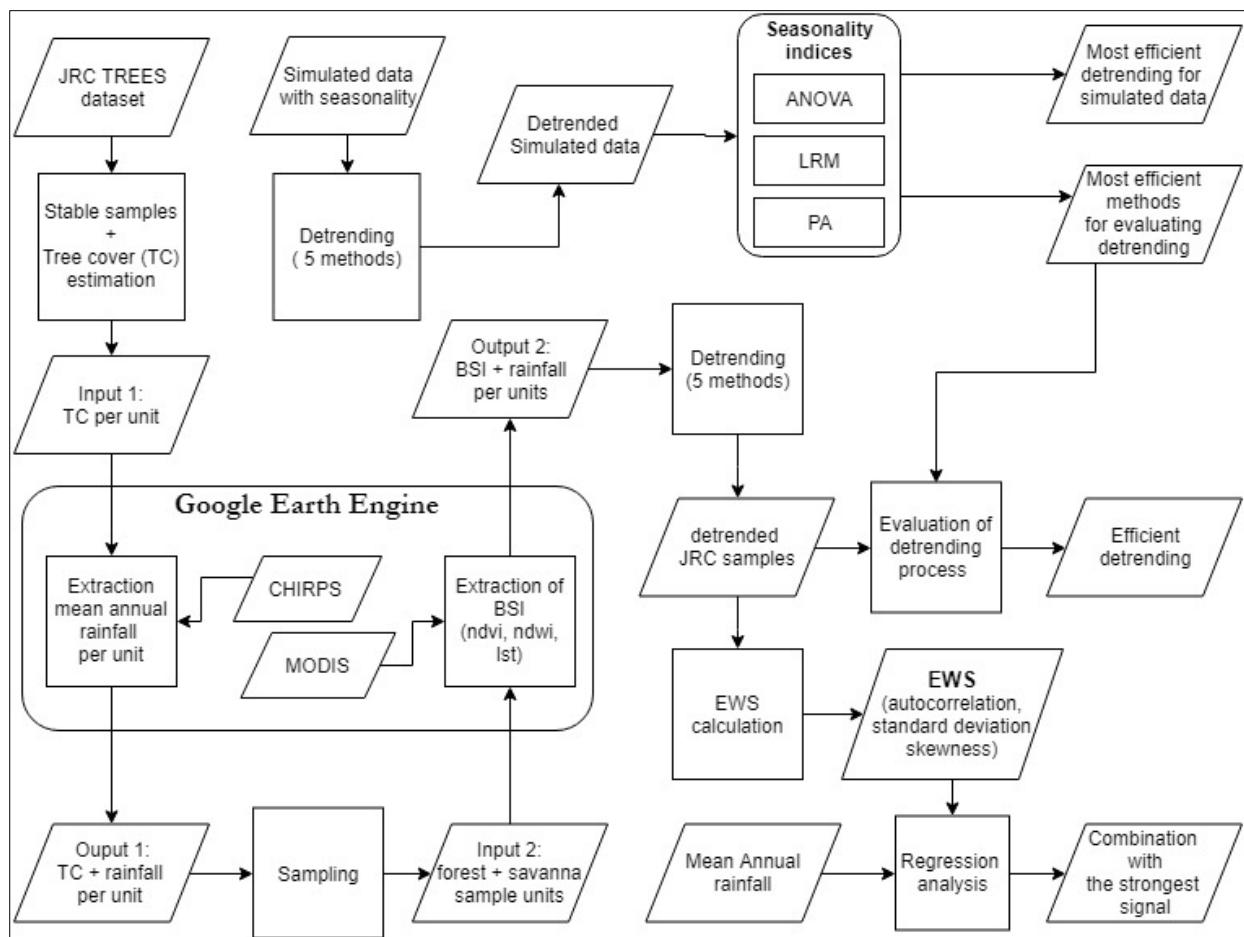 JRC TREES
dataset
Simulated data
with seasonality
Detrended
Simulated data
Seasonality
indices
ANOVA
LRM
PA
Most efficient
detrending for
simulated data
Stable samples
+
Tree cover (TC)
estimation
Detrending
( 5 methods)
Most efficient
methods
for evaluating
detrending
Input 1:
TC per unit
Output 2:
BSI + rainfall
per units
Detrending
(5 methods)
Google Earth Engine
Extraction
mean annual
rainfall
per unit
CHIRPS
MODIS
Extraction of
BSI
(ndvi, ndwi,
lst)
detrended
JRC samples
Evaluation of
detrending
process
Efficient
detrending
EWS
calculation
EWS
(autocorrelation,
standard deviation
skewness)
Ouput 1:
TC + rainfall
per unit
Sampling
Input 2:
forest + savanna
sample units
Mean Annual
rainfall
Regression
analysis
Combination
with
the strongest
signal